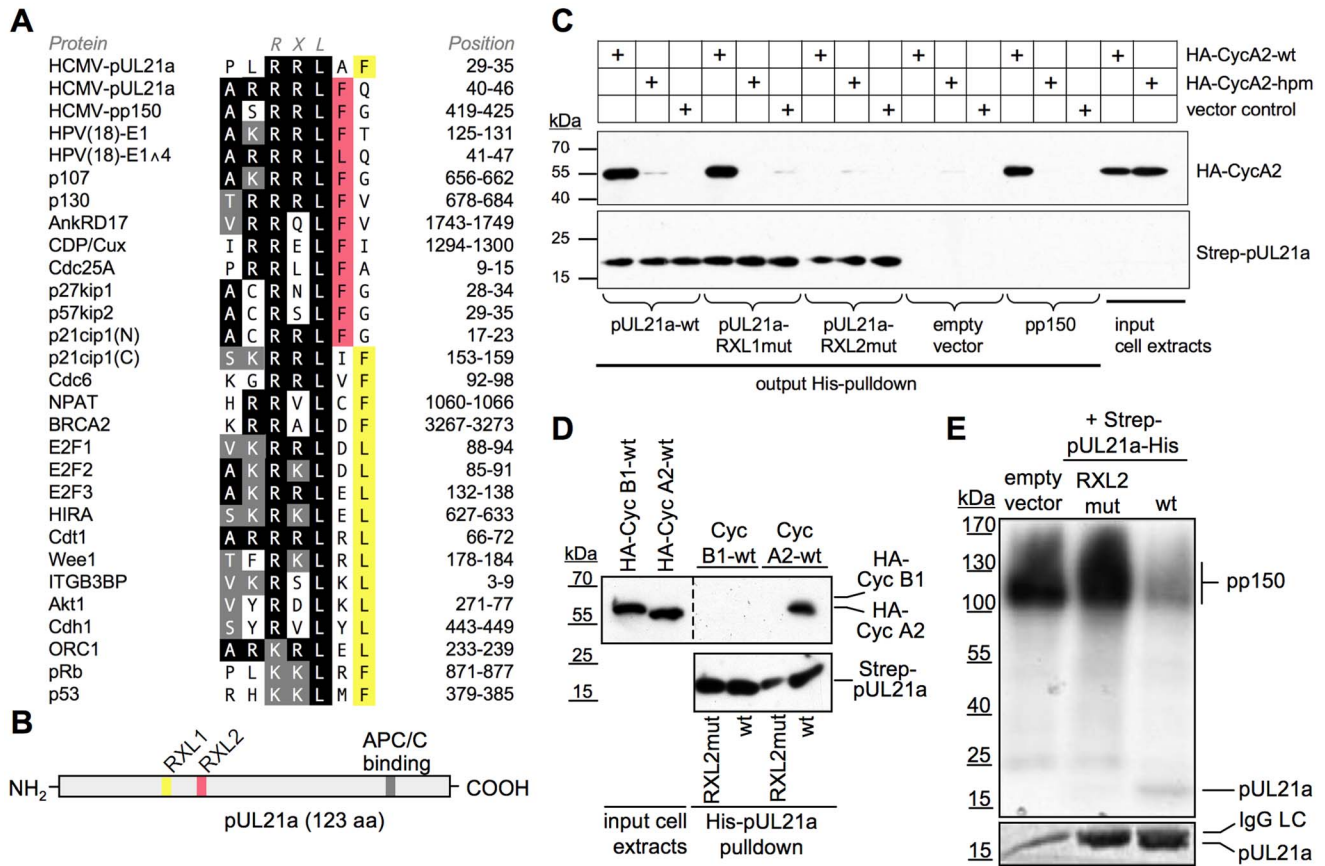 A
Protein R X L Position
HCMV-pUL21a P L R R L A F 29-35
HCMV-pUL21a A R R R L F Q 40-46
HCMV-pp150 A S R R L F G 419-425
HPV(18)-E1 A K R R L F T 125-131
HPV(18)-E1∧4 A R R R L L Q 41-47
p107 A K R R L F G 656-662
p130 T R R R L F V 678-684
AnkRD17 V R R Q L F V 1743-1749
CDP/Cux I R R E L F I 1294-1300
Cdc25A P R R L L F A 9-15
p27kip1 A C R N L F G 28-34
p57kip2 A C R S L F G 29-35
p21cip1(N) A C R R L F G 17-23
p21cip1(C) S K R R L I F 153-159
Cdc6 K G R R L V F 92-98
NPAT H R R V L C F 1060-1066
BRCA2 K R R A L D F 3267-3273
E2F1 V K R R L D L 88-94
E2F2 A K R K L D L 85-91
E2F3 A K R R L E L 132-138
HIRA S K R K L E L 627-633
Cdt1 A R R R L R L 66-72
Wee1 T F R K L R L 178-184
ITGB3BP V K R S L K L 3-9
Akt1 V Y R D L K L 271-77
Cdh1 S Y R V L Y L 443-449
ORC1 A R K R L E L 233-239
pRb P L K K L R F 871-877
p53 R H K K L M F 379-385
B
RXL1
RXL2
APC/C
binding
NH2
COOH
pUL21a (123 aa)
C
+ + + + + + HA-CycA2-wt
+ + + + + + HA-CycA2-hpm
+ + + + + vector control
kDa
70
55
40
HA-CycA2
25
15
Strep-pUL21a
pUL21a-wt
pUL21a-
RXL1mut
pUL21a-
RXL2mut
empty
vector
pp150
input
cell extracts
output His-pulldown
D
HA-Cyc B1-wt
HA-Cyc A2-wt
Cyc
B1-wt
Cyc
A2-wt
kDa
70
55
HA-
Cyc B1
HA-
Cyc A2
25
15
Strep-
pUL21a
RXL2mut
wt
RXL2mut
wt
input cell
extracts
His-pUL21a
pulldown
E
+ Strep-
pUL21a-His
empty
vector
RXL2
mut
wt
kDa
170
130
100
55
40
25
15
pp150
pUL21a
15
IgG LC
pUL21a